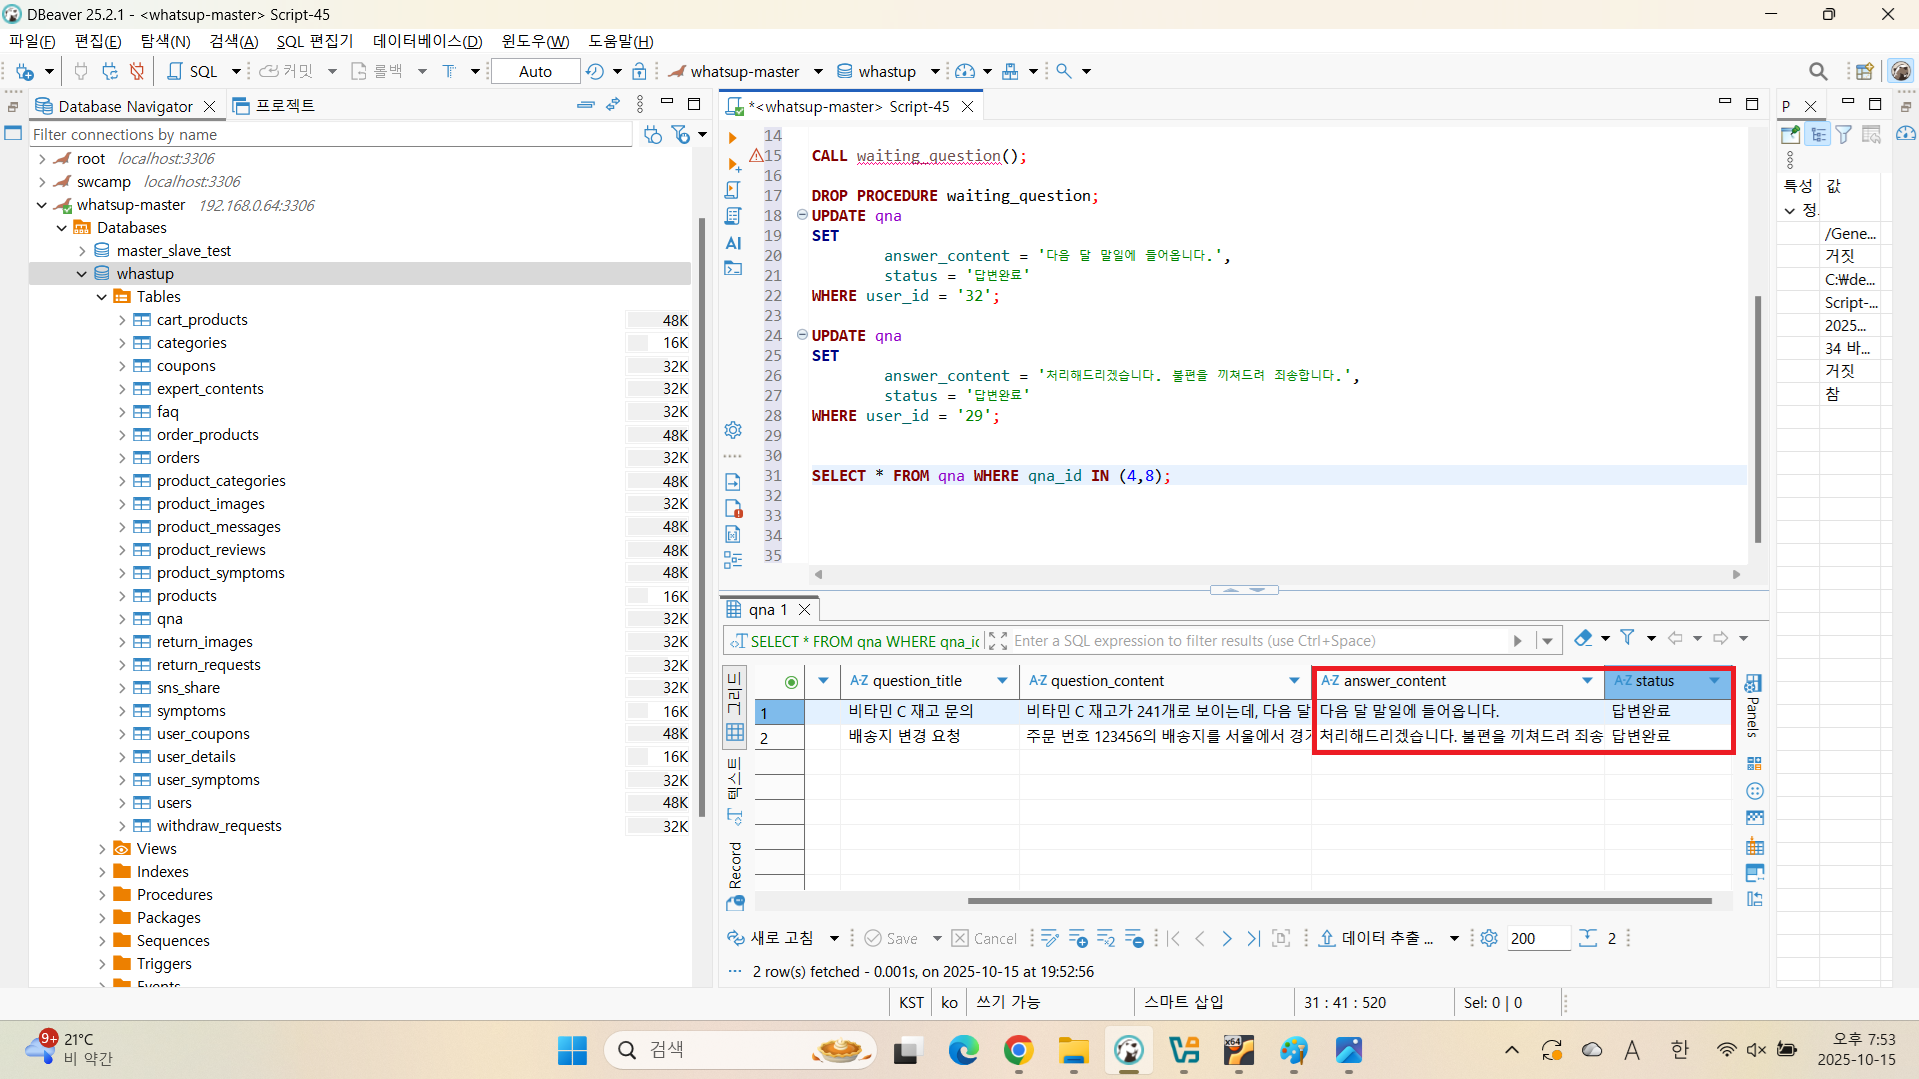 DBeaver 25.2.1 - <whatsup-master> Script-45
파일(F) 편집(E) 탐색(N) 검색(A) SQL 편집기 데이터베이스(D) 윈도우(W) 도움말(H)
SQL 커밋 롤백 T Auto whatsup-master whastup
Database Navigator 프로젝트
Filter connections by name
root localhost:3306
swcamp localhost:3306
whatsup-master 192.168.0.64:3306
Databases
master_slave_test
whastup
Tables
cart_products 48K
categories 16K
coupons 32K
expert_contents 32K
faq 32K
order_products 48K
orders 32K
product_categories 48K
product_images 32K
product_messages 48K
product_reviews 48K
product_symptoms 48K
products 16K
qna 32K
return_images 32K
return_requests 32K
sns_share 32K
symptoms 16K
user_coupons 48K
user_details 16K
user_symptoms 32K
users 48K
withdraw_requests 32K
Views
Indexes
Procedures
Packages
Sequences
Triggers
Events
*<whatsup-master> Script-45
AI
14
15 CALL waiting_question();
16
17 DROP PROCEDURE waiting_question;
18 UPDATE qna
19 SET
20 answer_content = '다음 달 말일에 들어옵니다.',
21 status = '답변완료'
22 WHERE user_id = '32';
23
24 UPDATE qna
25 SET
26 answer_content = '처리해드리겠습니다. 불편을 끼쳐드려 죄송합니다.',
27 status = '답변완료'
28 WHERE user_id = '29';
29
30
31 SELECT * FROM qna WHERE qna_id IN (4,8);
32
33
34
35
qna 1
SELECT * FROM qna WHERE qna_ic Enter a SQL expression to filter results (use Ctrl+Space)
그리드
텍스트
Record
question_title question_content answer_content status
1 비타민 C 재고 문의 비타민 C 재고가 241개로 보이는데, 다음 달 다음 달 말일에 들어옵니다. 답변완료
2 배송지 변경 요청 주문 번호 123456의 배송지를 서울에서 경기 처리해드리겠습니다. 불편을 끼쳐드려 죄송 답변완료
Panels
새로 고침 Save Cancel 데이터 추출 ... 200 2
2 row(s) fetched - 0.001s, on 2025-10-15 at 19:52:56
P
특성 값
정.
/Gene...
거짓
C:₩de...
Script-...
2025...
34 바...
거짓
참
KST ko 쓰기 가능 스마트 삽입 31 : 41 : 520 Sel: 0 | 0
9+ 21°C
비 약간
검색
x64
A 한
오후 7:53
2025-10-15